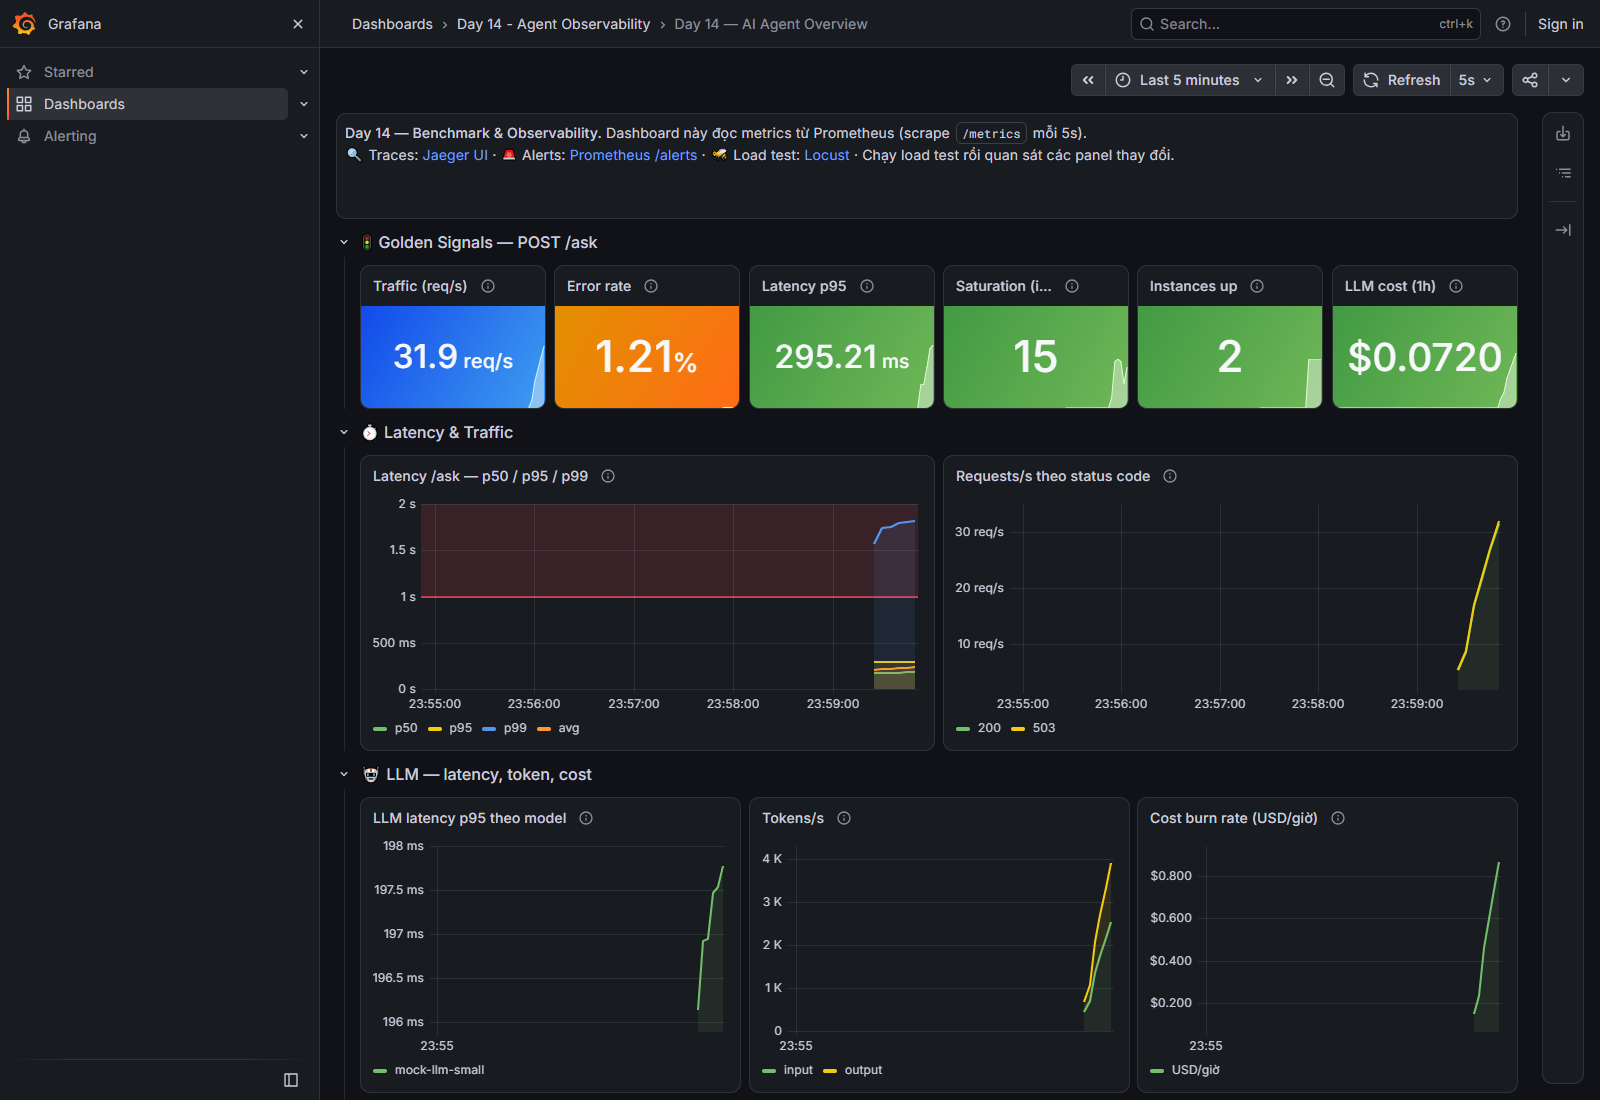 Grafana
Dashboards › Day 14 - Agent Observability › Day 14 — AI Agent Overview
Search...
ctrl+k
Sign in
Starred
Dashboards
Alerting
Last 5 minutes
Refresh
5s
Day 14 — Benchmark & Observability. Dashboard này đọc metrics từ Prometheus (scrape /metrics mỗi 5s).
Traces: Jaeger UI · Alerts: Prometheus /alerts · Load test: Locust · Chạy load test rồi quan sát các panel thay đổi.
Golden Signals — POST /ask
Traffic (req/s)
31.9 req/s
Error rate
1.21%
Latency p95
295.21 ms
Saturation (i...
15
Instances up
2
LLM cost (1h)
$0.0720
Latency & Traffic
Latency /ask — p50 / p95 / p99
2 s
1.5 s
1 s
500 ms
0 s
23:55:00 23:56:00 23:57:00 23:58:00 23:59:00
p50 p95 p99 avg
Requests/s theo status code
30 req/s
20 req/s
10 req/s
23:55:00 23:56:00 23:57:00 23:58:00 23:59:00
200 503
LLM — latency, token, cost
LLM latency p95 theo model
198 ms
197.5 ms
197 ms
196.5 ms
196 ms
23:55
mock-llm-small
Tokens/s
4 K
3 K
2 K
1 K
0
23:55
input output
Cost burn rate (USD/giờ)
$0.800
$0.600
$0.400
$0.200
23:55
USD/giờ